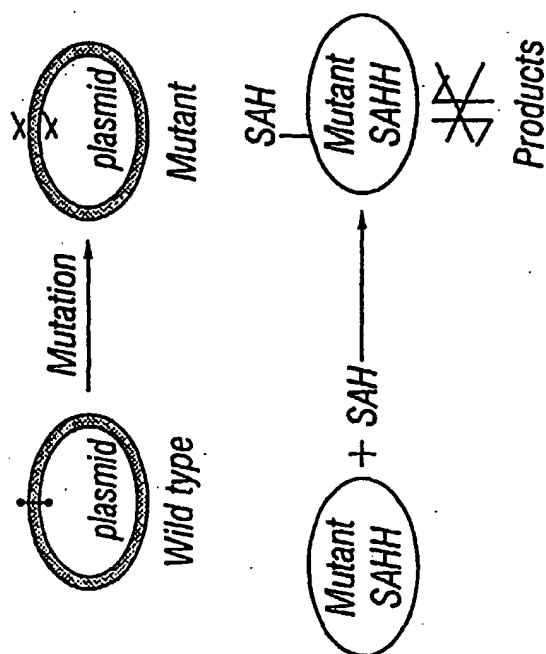 Mutation
plasmid
plasmid
Wild type
Mutant
SAH
Mutant
SAHH
+ SAH
Mutant
SAHH
Products